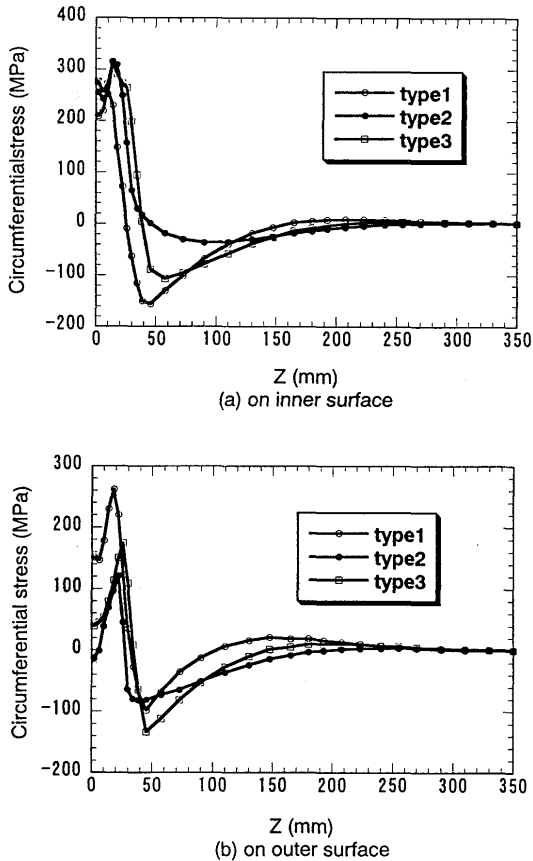 400
300
200
100
0
-100
-200
Circumferentialstress (MPa)
type1
type2
type3
0 50 100 150 200 250 300 350
Z (mm)
(a) on inner surface
300
200
100
0
-100
-200
Circumferential stress (MPa)
type1
type2
type3
0 50 100 150 200 250 300 350
Z (mm)
(b) on outer surface